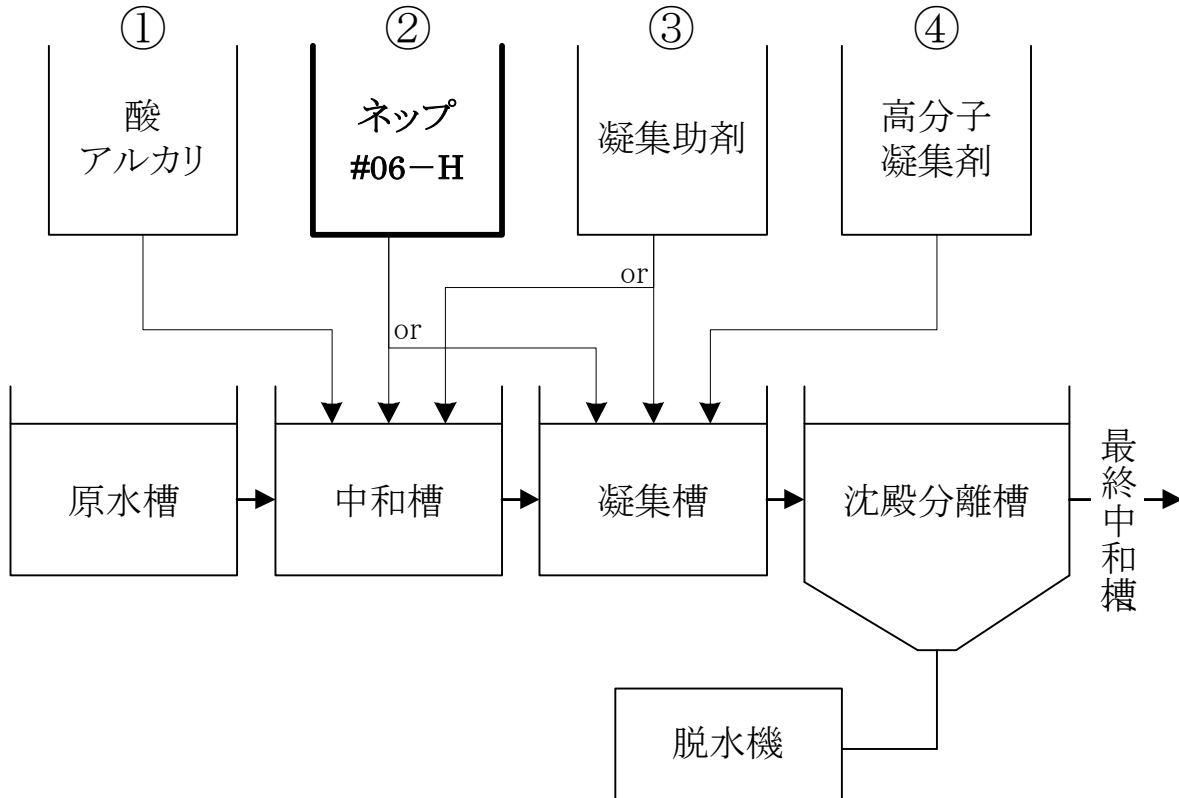 ①
②
③
④
酸
アルカリ
ネップ
#06－H
凝集助剤
高分子
凝集剤
or
or
原水槽
中和槽
凝集槽
沈殿分離槽
最終中和槽
脱水機